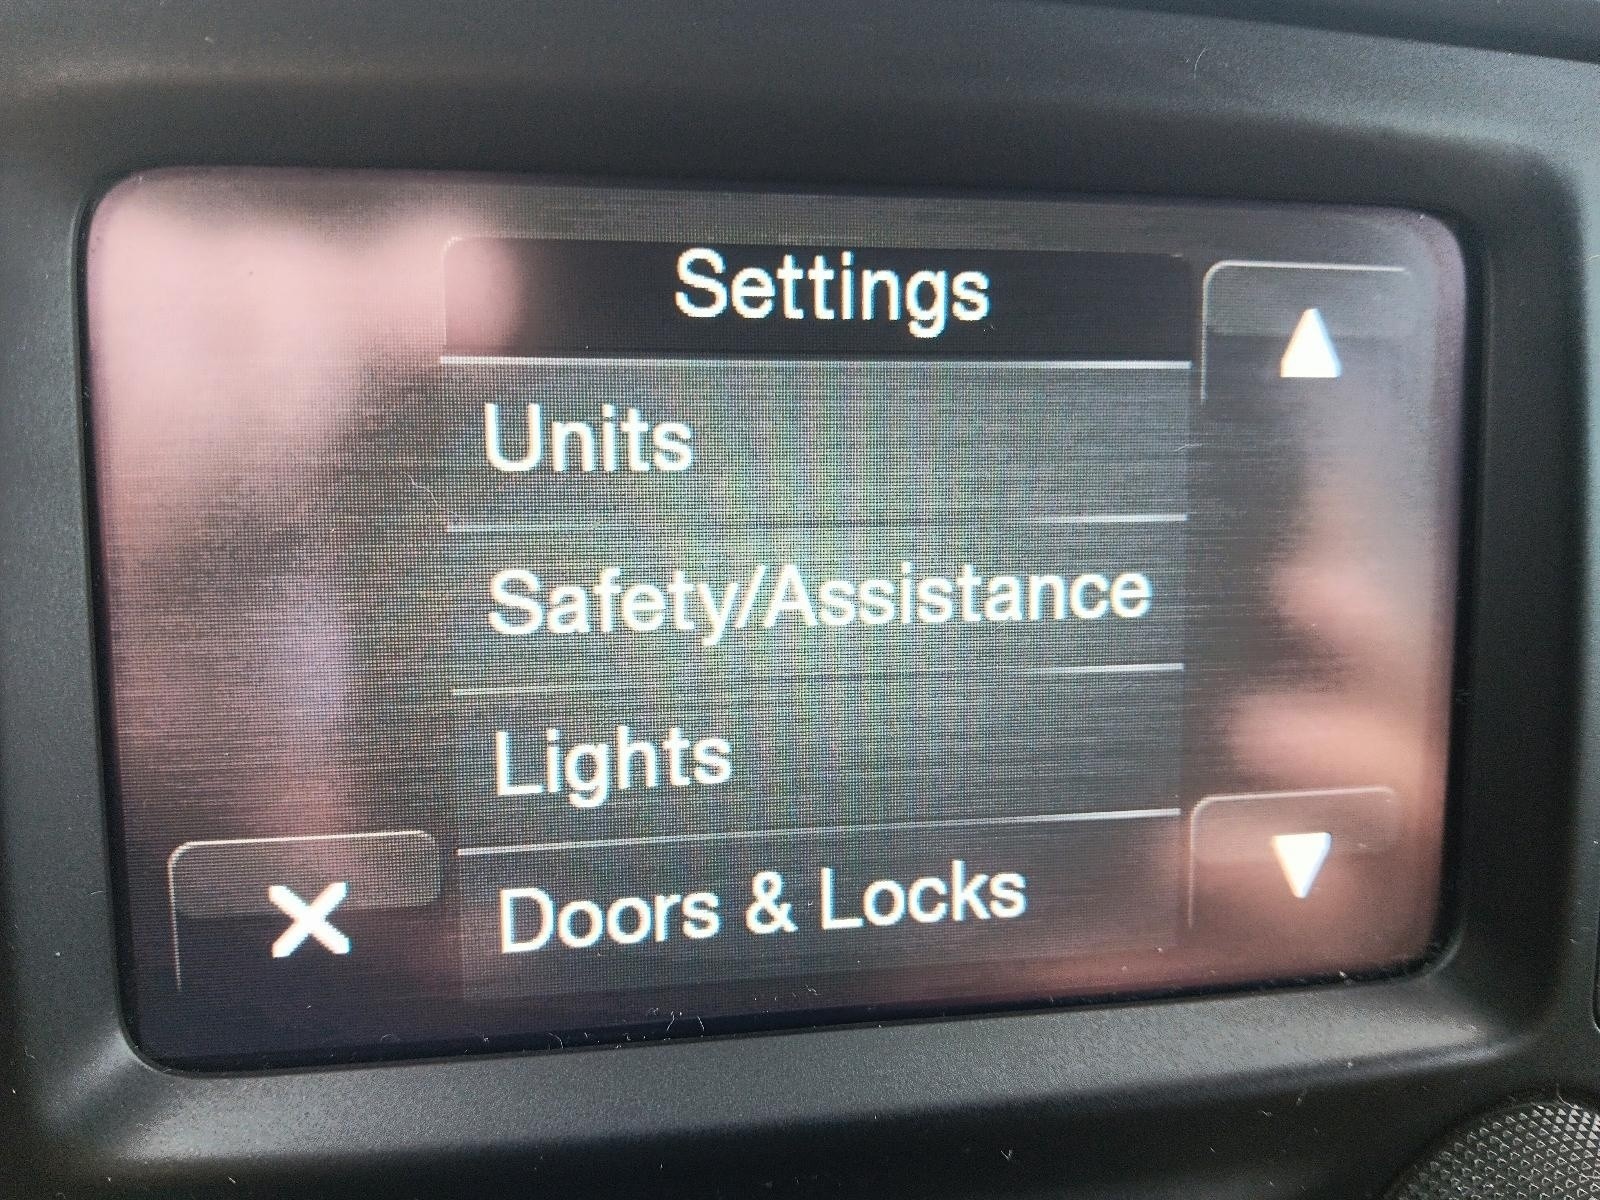 Settings
Units
Safety/Assistance
Lights
Doors & Locks